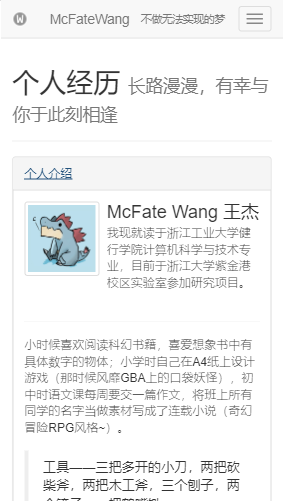 W McFateWang 不做无法实现的梦
个人经历 长路漫漫，有幸与
你于此刻相逢
个人介绍
McFate Wang 王杰
我现就读于浙江工业大学健
行学院计算机科学与技术专
业，目前于浙江大学紫金港
校区实验室参加研究项目。
小时候喜欢阅读科幻书籍，喜爱想象书中有
具体数字的物体；小学时自己在A4纸上设计
游戏（那时候风靡GBA上的口袋妖怪），初
中时语文课每周要交一篇作文，将班上所有
同学的名字当做素材写成了连载小说（奇幻
冒险RPG风格~）。
工具——三把多开的小刀，两把砍
柴斧，两把木工斧，三个刨子，两